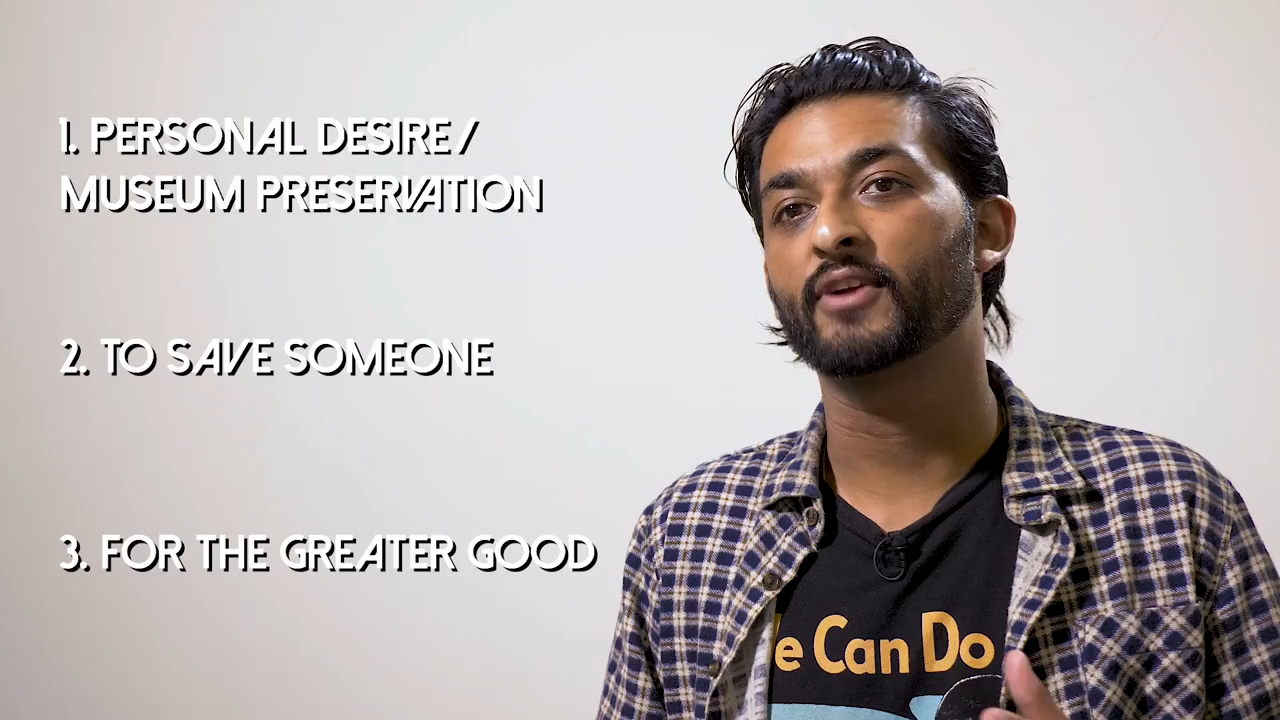 1. PERSONAL DESIRE/
MUSEUM PRESERVATION
2. TO SAVE SOMEONE
3. FOR THE GREATER GOOD
Can Do